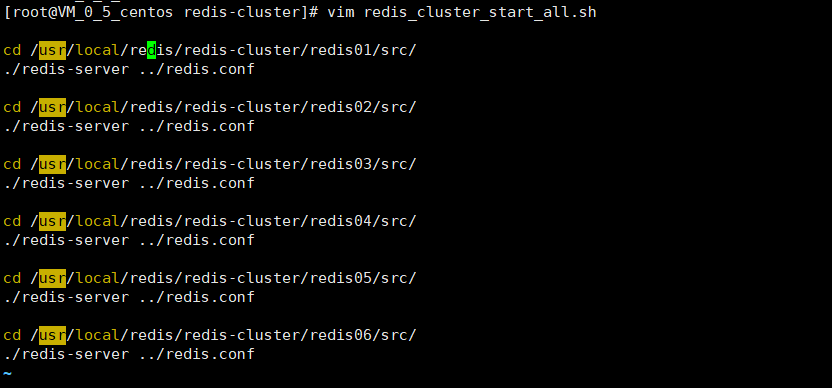 [root@VM_0_5_centos redis-cluster]# vim redis_cluster_start_all.sh
cd /usr/local/redis/redis-cluster/redis01/src/
./redis-server ../redis.conf
cd /usr/local/redis/redis-cluster/redis02/src/
./redis-server ../redis.conf
cd /usr/local/redis/redis-cluster/redis03/src/
./redis-server ../redis.conf
cd /usr/local/redis/redis-cluster/redis04/src/
./redis-server ../redis.conf
cd /usr/local/redis/redis-cluster/redis05/src/
./redis-server ../redis.conf
cd /usr/local/redis/redis-cluster/redis06/src/
./redis-server ../redis.conf
~